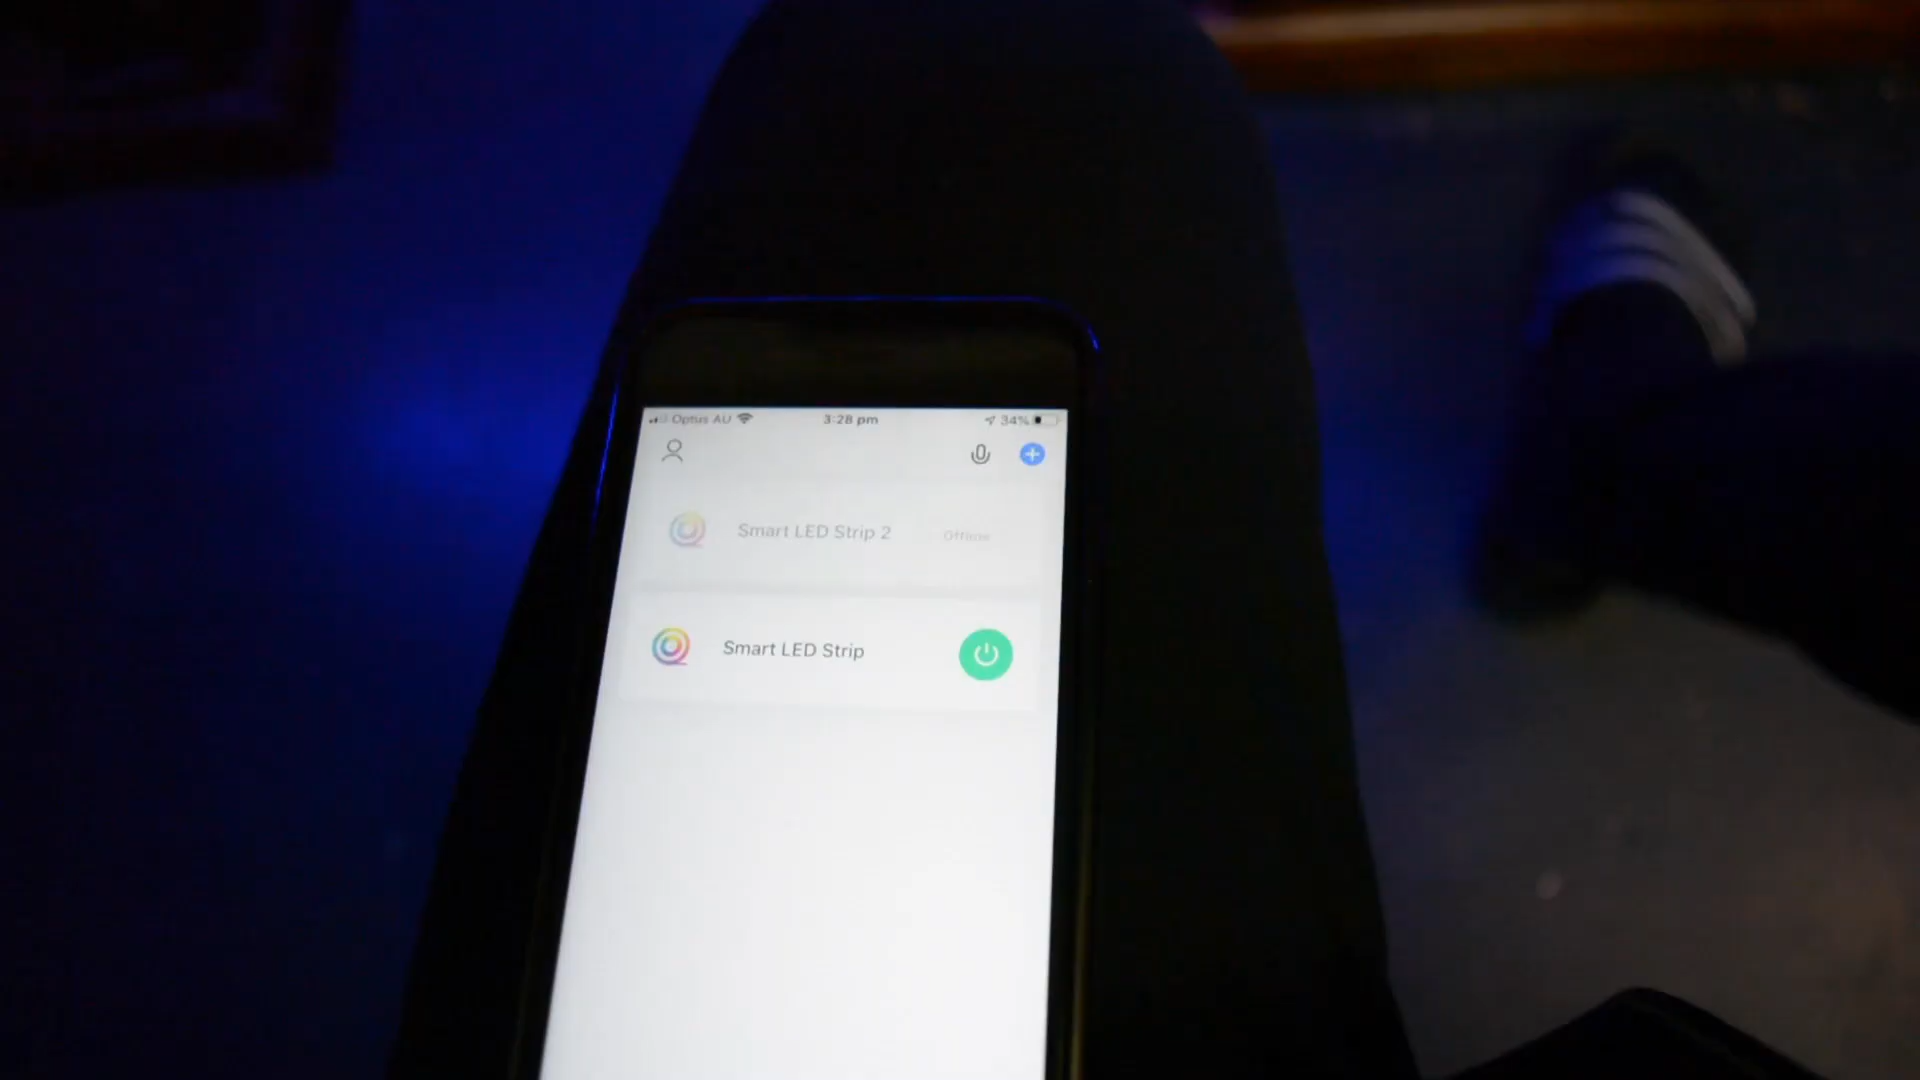 Optus AU 3:28 pm 34%
Smart LED Strip 2 Offline
Smart LED Strip